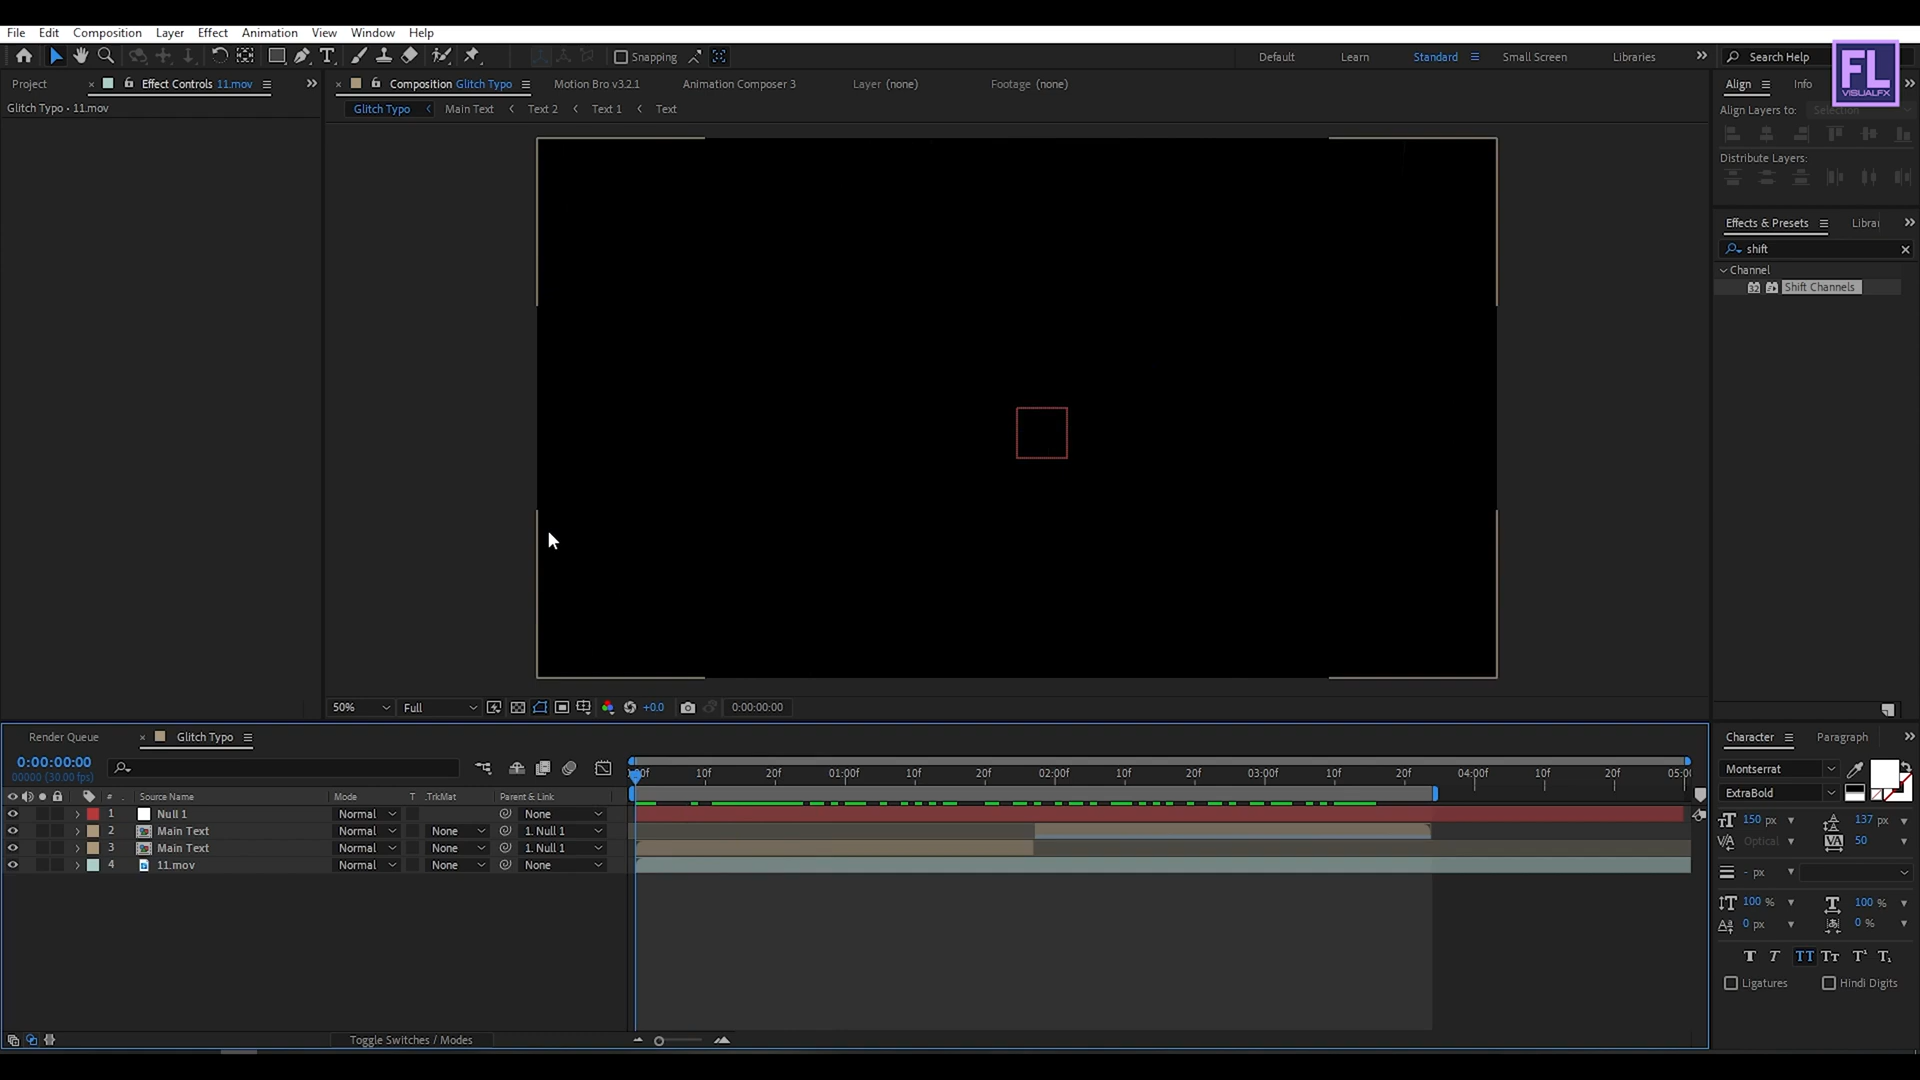 File Edit Composition Layer Effect Animation View Window Help
Snapping Default Learn Standard Small Screen Libraries Search Help
FL
VISUALFX
Project Effect Controls 11.mov Composition Glitch Typo Motion Bro v3.2.1 Animation Composer 3 Layer (none) Footage (none) Align Info
Glitch Typo • 11.mov Glitch Typo Main Text Text 2 Text 1 Text Align Layers to: Selection
Distribute Layers:
Effects & Presets Librar
shift
Channel
32 Shift Channels
50% Full +0.0 0:00:00:00
Render Queue Glitch Typo Character Paragraph
0:00:00:00
00000 (30.00 fps)
:00f 10f 20f 01:00f 10f 20f 02:00f 10f 20f 03:00f 10f 20f 04:00f 10f 20f 05:0
Montserrat
ExtraBold
# Source Name Mode T .TrkMat Parent & Link
1 Null 1 Normal None
2 Main Text Normal None 1. Null 1
3 Main Text Normal None 1. Null 1
4 11.mov Normal None None
150 px 137 px
Optical 50
- px
100 % 100 %
0 px 0 %
T T TT Tt T¹ T₁
Ligatures Hindi Digits
Toggle Switches / Modes